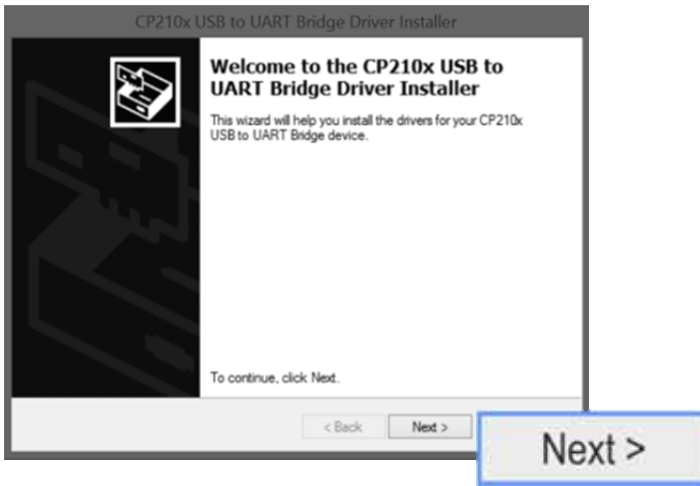 CP210x USB to UART Bridge Driver Installer
Welcome to the CP210x USB to
UART Bridge Driver Installer
This wizard will help you install the drivers for your CP210x
USB to UART Bridge device.
To continue, click Next.
< Back
Next >
Next >